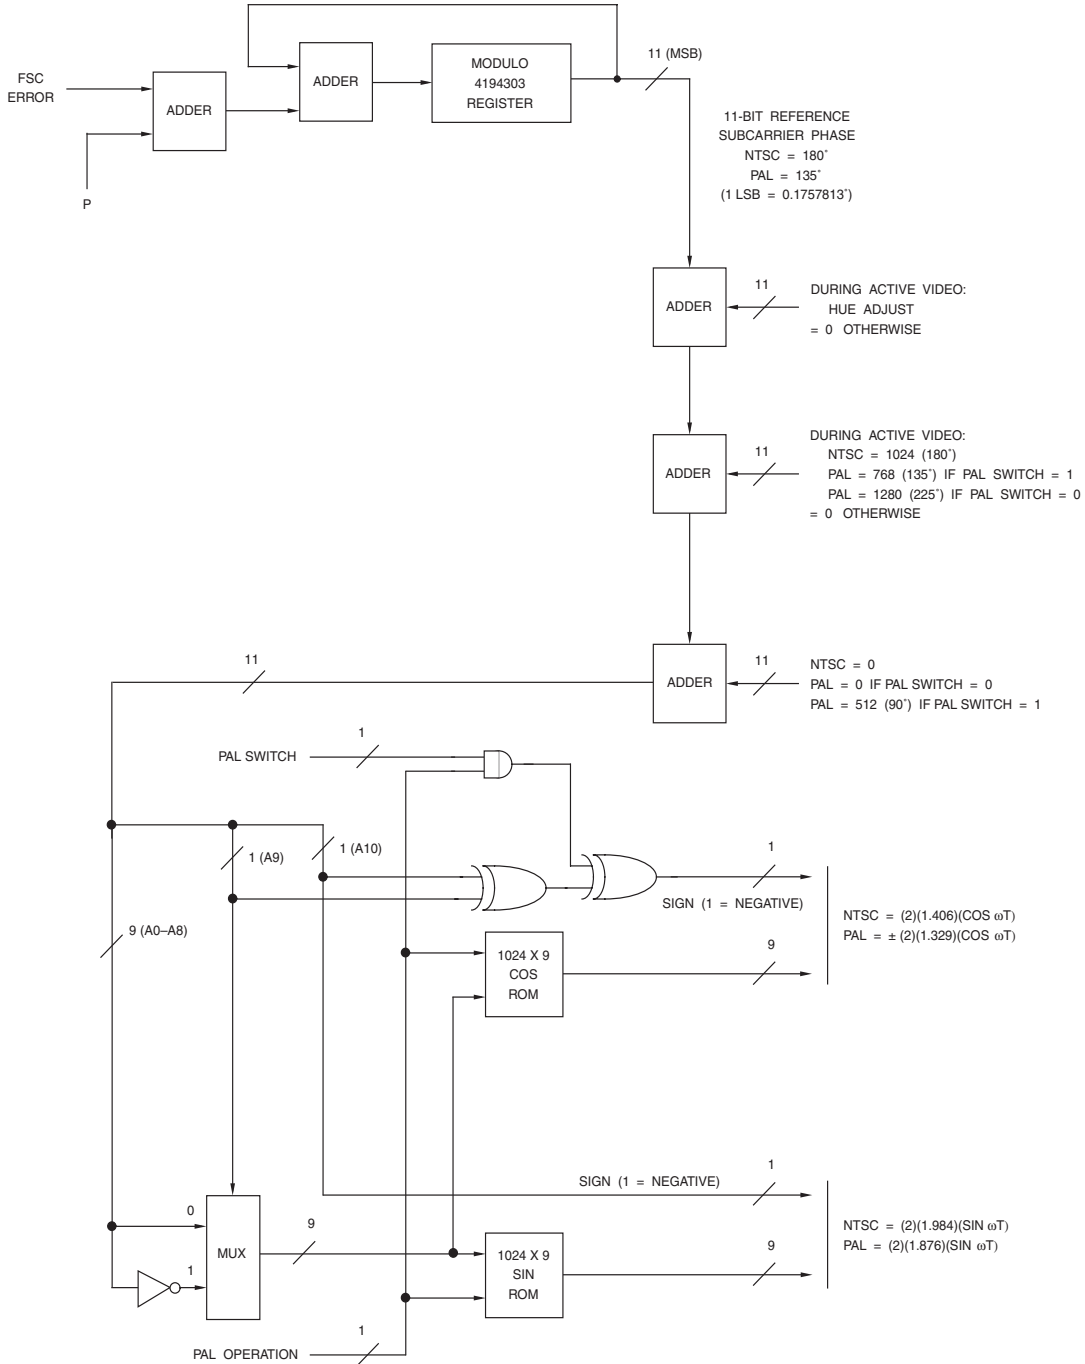 11 (MSB)
FSC
ERROR
ADDER
ADDER
MODULO
4194303
REGISTER
P
11-BIT REFERENCE
SUBCARRIER PHASE
NTSC = 180°
PAL = 135°
(1 LSB = 0.1757813°)
ADDER
11
DURING ACTIVE VIDEO:
HUE ADJUST
= 0 OTHERWISE
ADDER
11
DURING ACTIVE VIDEO:
NTSC = 1024 (180°)
PAL = 768 (135°) IF PAL SWITCH = 1
PAL = 1280 (225°) IF PAL SWITCH = 0
= 0 OTHERWISE
11
ADDER
11
NTSC = 0
PAL = 0 IF PAL SWITCH = 0
PAL = 512 (90°) IF PAL SWITCH = 1
PAL SWITCH
1
1 (A9)
1 (A10)
1
SIGN (1 = NEGATIVE)
NTSC = (2)(1.406)(COS ωT)
PAL = ± (2)(1.329)(COS ωT)
9 (A0–A8)
1024 X 9
COS
ROM
9
SIGN (1 = NEGATIVE)
1
0
MUX
1
9
1024 X 9
SIN
ROM
9
NTSC = (2)(1.984)(SIN ωT)
PAL = (2)(1.876)(SIN ωT)
PAL OPERATION
1